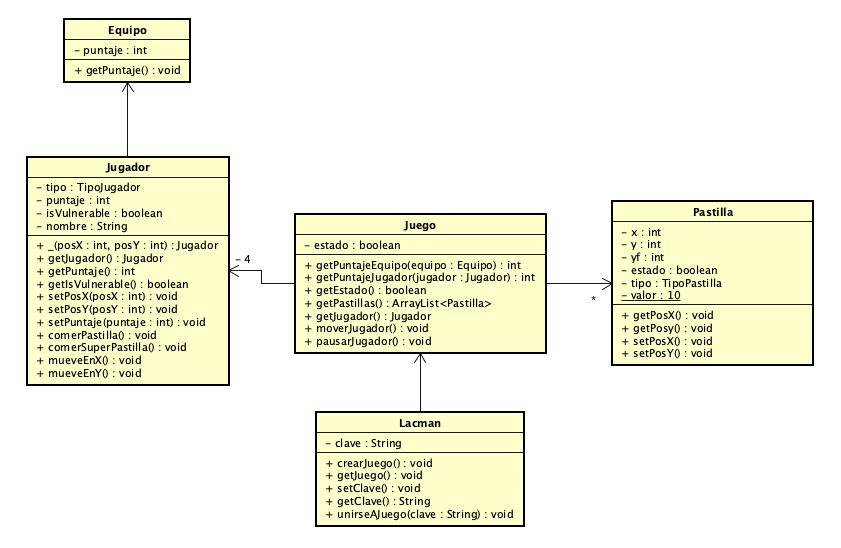 Equipo
- puntaje : int
+ getPuntaje() : void
Jugador
- tipo : TipoJugador
- puntaje : int
- isVulnerable : boolean
- nombre : String
+ _(posX : int, posY : int) : Jugador
+ getJugador() : Jugador
+ getPuntaje() : int
+ getIsVulnerable() : boolean
+ setPosX(posX : int) : void
+ setPosY(posY : int) : void
+ setPuntaje(puntaje : int) : void
+ comerPastilla() : void
+ comerSuperPastilla() : void
+ mueveEnX() : void
+ mueveEnY() : void
- 4
Juego
- estado : boolean
+ getPuntajeEquipo(equipo : Equipo) : int
+ getPuntajeJugador(jugador : Jugador) : int
+ getEstado() : boolean
+ getPastillas() : ArrayList<Pastilla>
+ getJugador() : Jugador
+ moverJugador() : void
+ pausarJugador() : void
*
Pastilla
- x : int
- y : int
- yf : int
- estado : boolean
- tipo : TipoPastilla
- valor : 10
+ getPosX() : void
+ getPosy() : void
+ setPosX() : void
+ setPosY() : void
Lacman
- clave : String
+ crearJuego() : void
+ getJuego() : void
+ setClave() : void
+ getClave() : String
+ unirseAJuego(clave : String) : void